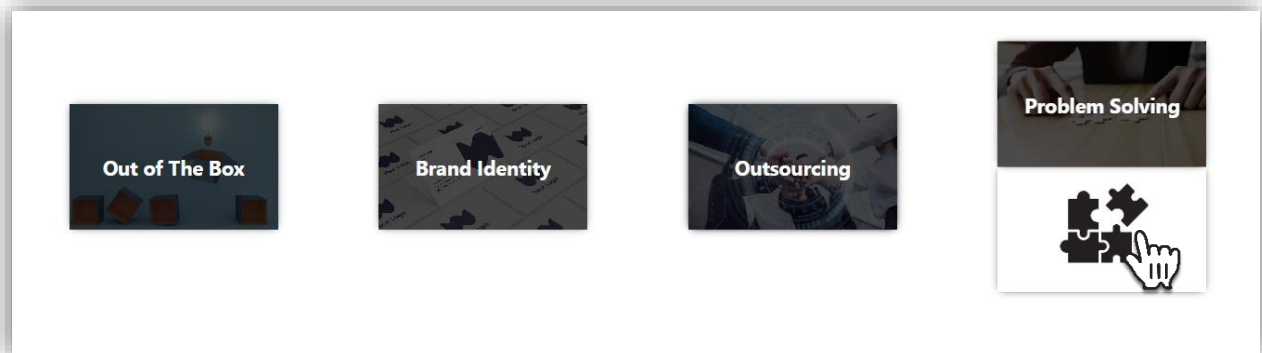 Out of The Box
Brand Identity
Outsourcing
Problem Solving